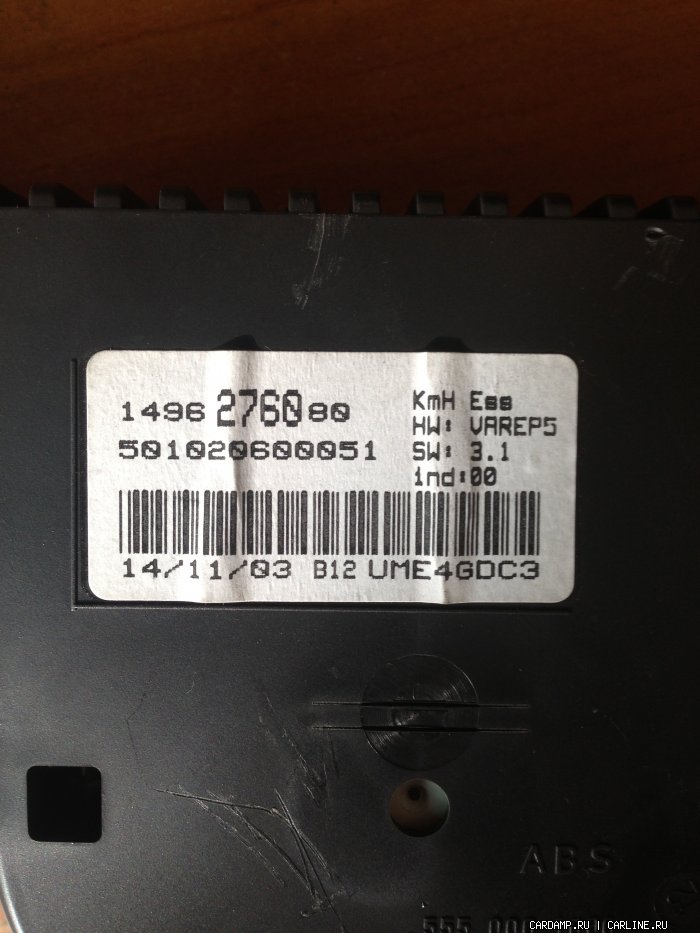 1496 2760 80
501020600051
KmH Ess
HW: VAREP5
SW: 3.1
ind:00
14/11/03 B12 UME4GDC3
ABS
555
CARDAMP.RU | CARLINE.RU